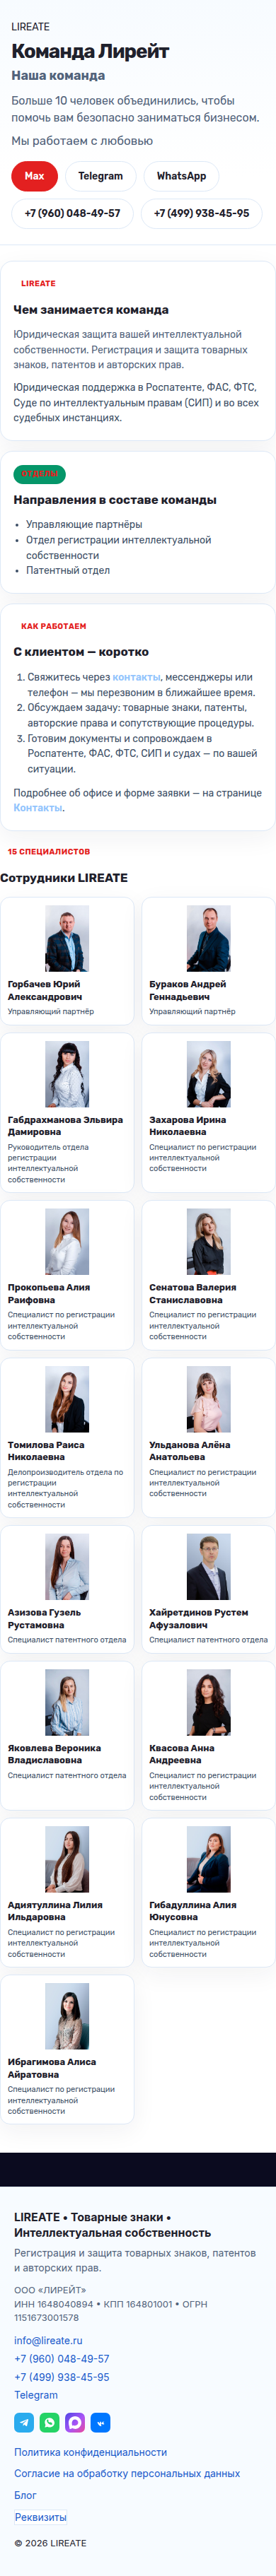 LIREATE
Команда Лирейт
Наша команда
Больше 10 человек объединились, чтобы
помочь вам безопасно заниматься бизнесом.
Мы работаем с любовью
Max
Telegram
WhatsApp
+7 (960) 048-49-57
+7 (499) 938-45-95
LIREATE
Чем занимается команда
Юридическая защита вашей интеллектуальной
собственности. Регистрация и защита товарных
знаков, патентов и авторских прав.
Юридическая поддержка в Роспатенте, ФАС, ФТС,
Суде по интеллектуальным правам (СИП) и во всех
судебных инстанциях.
ОТДЕЛЫ
Направления в составе команды
• Управляющие партнёры
• Отдел регистрации интеллектуальной
собственности
• Патентный отдел
КАК РАБОТАЕМ
С клиентом — коротко
1. Свяжитесь через контакты, мессенджеры или
телефон — мы перезвоним в ближайшее время.
2. Обсуждаем задачу: товарные знаки, патенты,
авторские права и сопутствующие процедуры.
3. Готовим документы и сопровождаем в
Роспатенте, ФАС, ФТС, СИП и судах — по вашей
ситуации.
Подробнее об офисе и форме заявки — на странице
Контакты.
15 СПЕЦИАЛИСТОВ
Сотрудники LIREATE
Горбачев Юрий
Александрович
Управляющий партнёр
Бураков Андрей
Геннадьевич
Управляющий партнёр
Габдрахманова Эльвира
Дамировна
Руководитель отдела
регистрации
интеллектуальной
собственности
Захарова Ирина
Николаевна
Специалист по регистрации
интеллектуальной
собственности
Прокопьева Алия
Раифовна
Специалист по регистрации
интеллектуальной
собственности
Сенатова Валерия
Станиславовна
Специалист по регистрации
интеллектуальной
собственности
Томилова Раиса
Николаевна
Делопроизводитель отдела по
регистрации
интеллектуальной
собственности
Ульданова Алёна
Анатольева
Специалист по регистрации
интеллектуальной
собственности
Азизова Гузель
Рустамовна
Специалист патентного отдела
Хайретдинов Рустем
Афузалович
Специалист патентного отдела
Яковлева Вероника
Владиславовна
Специалист патентного отдела
Квасова Анна
Андреевна
Специалист по регистрации
интеллектуальной
собственности
Адиятуллина Лилия
Ильдаровна
Специалист по регистрации
интеллектуальной
собственности
Гибадуллина Алия
Юнусовна
Специалист по регистрации
интеллектуальной
собственности
Ибрагимова Алиса
Айратовна
Специалист по регистрации
интеллектуальной
собственности
LIREATE • Товарные знаки •
Интеллектуальная собственность
Регистрация и защита товарных знаков, патентов
и авторских прав.
ООО «ЛИРЕЙТ»
ИНН 1648040894 • КПП 164801001 • ОГРН
1151673001578
info@lireate.ru
+7 (960) 048-49-57
+7 (499) 938-45-95
Telegram
Политика конфиденциальности
Согласие на обработку персональных данных
Блог
Реквизиты
© 2026 LIREATE